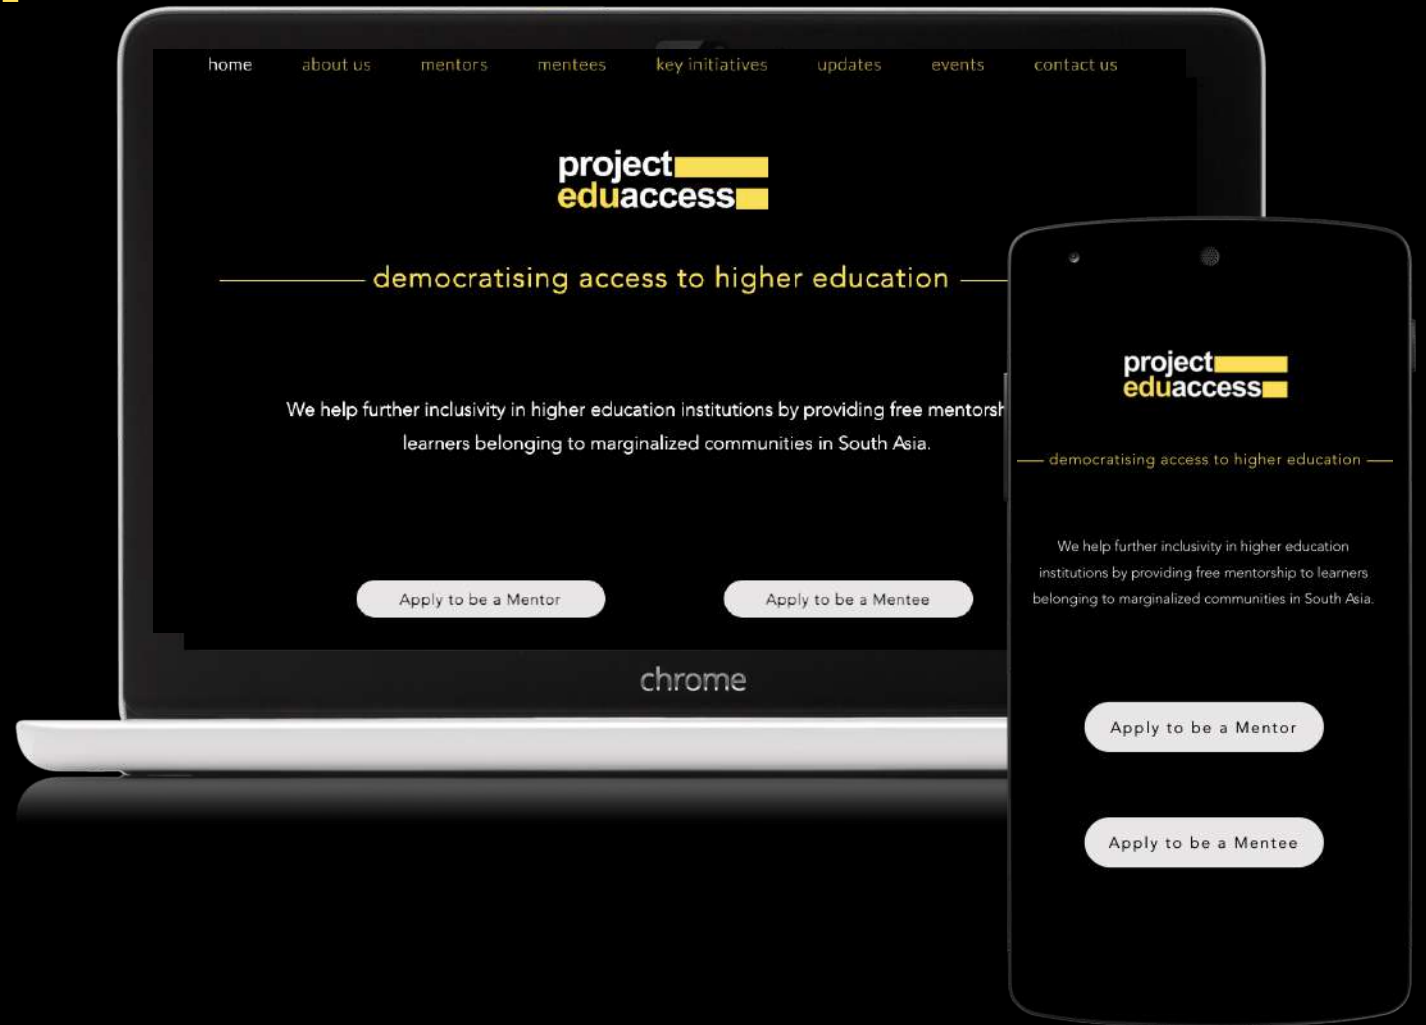 home about us mentors mentees key initiatives updates events contact us
project
eduaccess
democratising access to higher education
We help further inclusivity in higher education institutions by providing free mentorsh
learners belonging to marginalized communities in South Asia.
Apply to be a Mentor Apply to be a Mentee
chrome
project
eduaccess
democratising access to higher education
We help further inclusivity in higher education
institutions by providing free mentorship to learners
belonging to marginalized communities in South Asia.
Apply to be a Mentor
Apply to be a Mentee